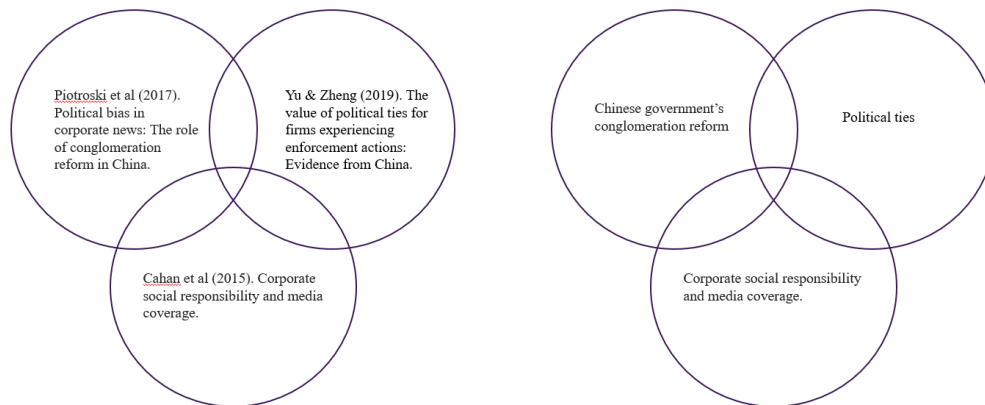 Piotroski et al (2017).
Political bias in
corporate news: The role
of conglomeration
reform in China.
Yu & Zheng (2019). The
value of political ties for
firms experiencing
enforcement actions:
Evidence from China.
Cahan et al (2015). Corporate
social responsibility and media
coverage.
Chinese government’s
conglomeration reform
Political ties
Corporate social responsibility
and media coverage.